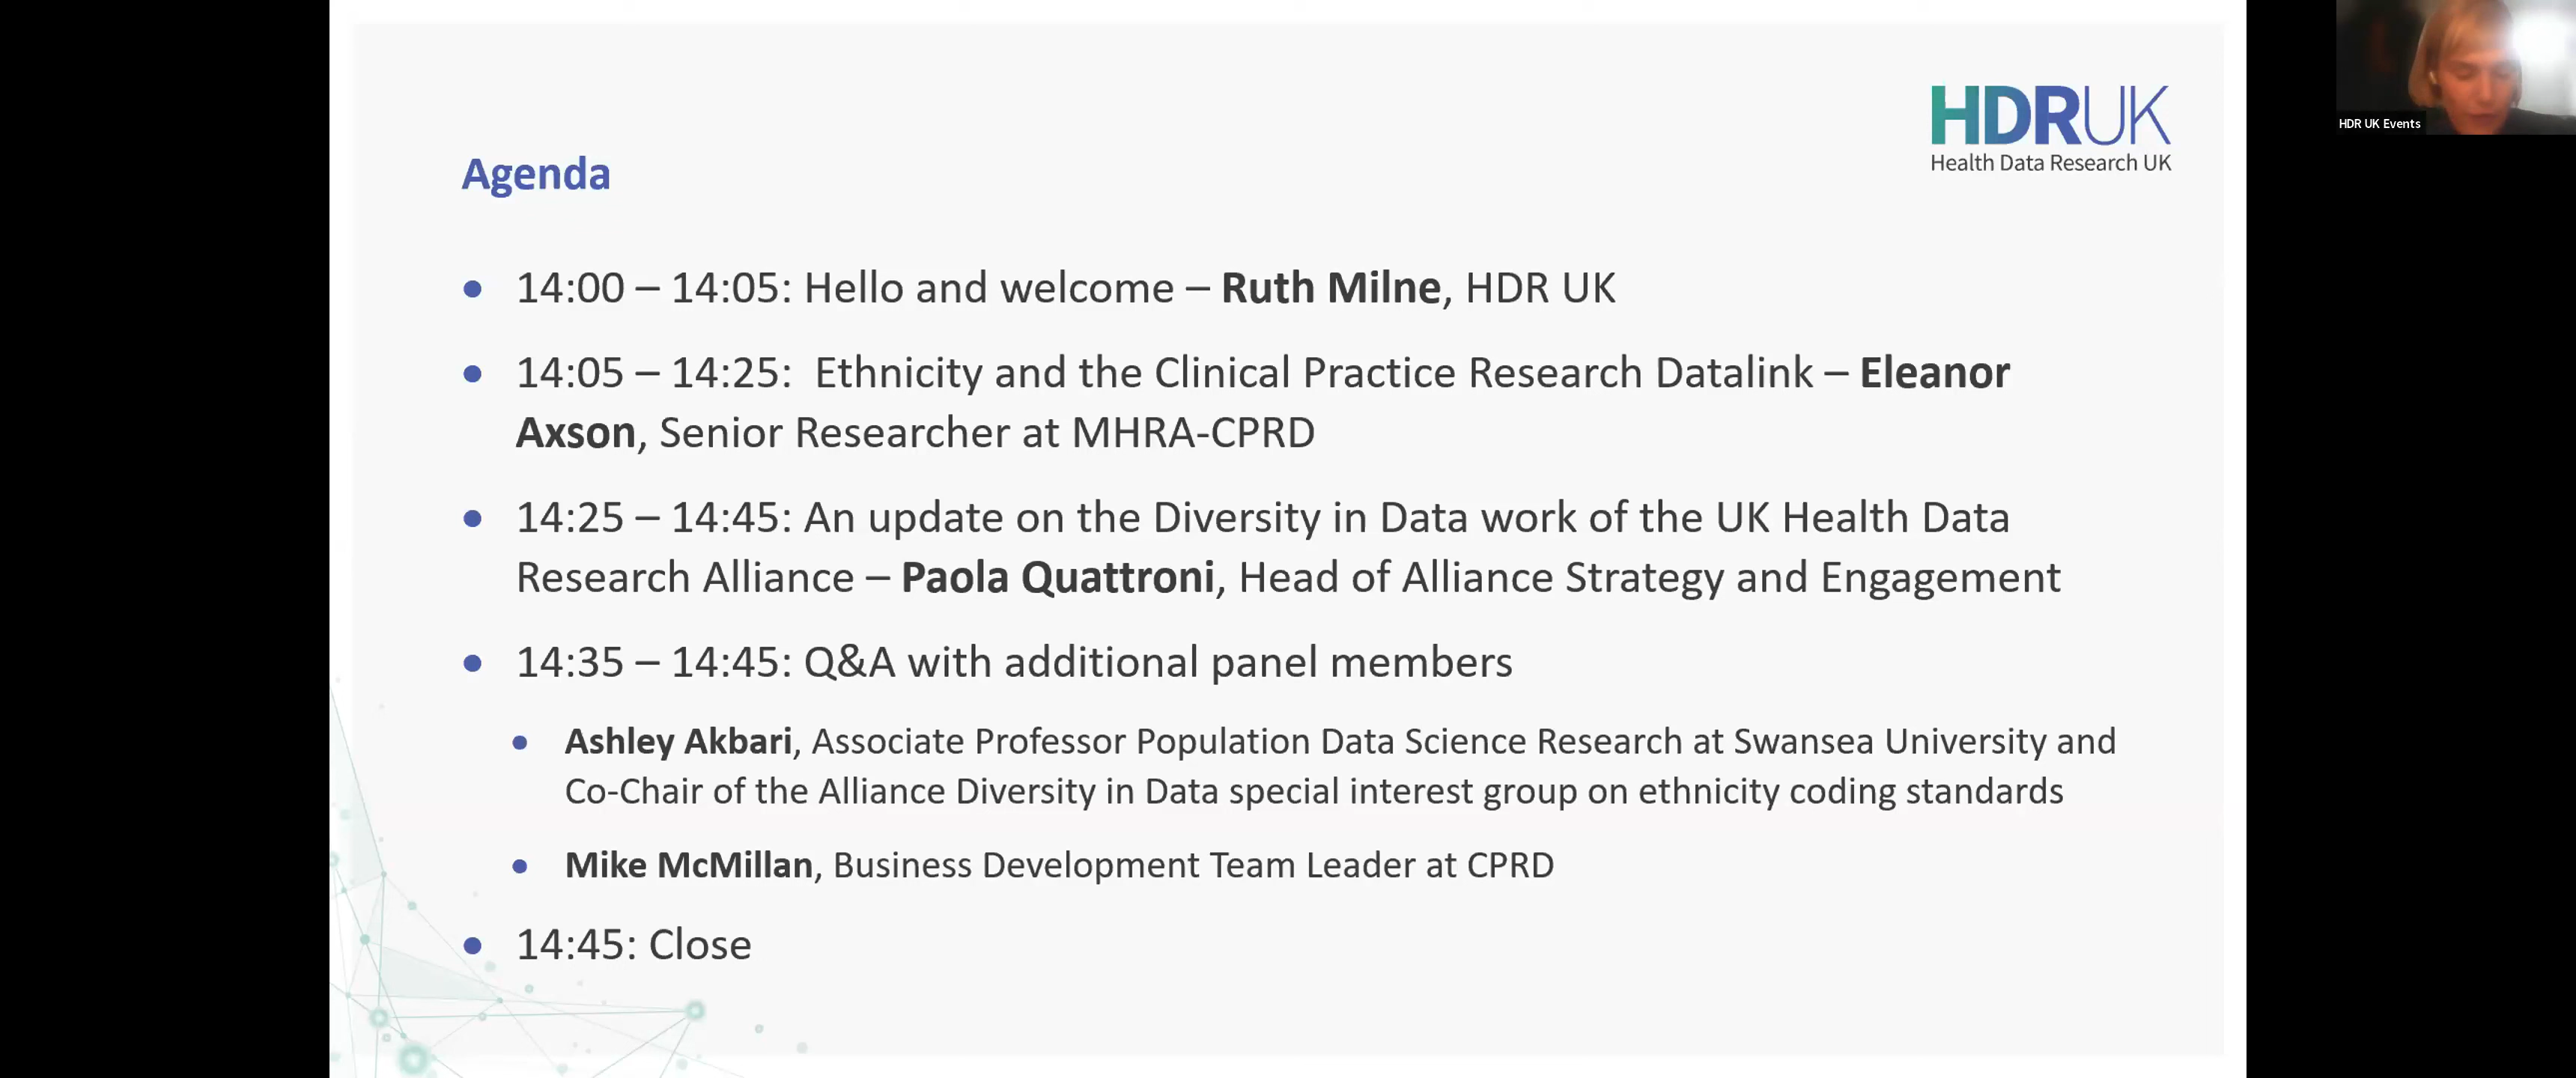 HDRUK
Health Data Research UK
HDR UK Events
Agenda
• 14:00 – 14:05: Hello and welcome – Ruth Milne, HDR UK
• 14:05 – 14:25:  Ethnicity and the Clinical Practice Research Datalink – Eleanor
Axson, Senior Researcher at MHRA-CPRD
• 14:25 – 14:45: An update on the Diversity in Data work of the UK Health Data
Research Alliance – Paola Quattroni, Head of Alliance Strategy and Engagement
• 14:35 – 14:45: Q&A with additional panel members
• Ashley Akbari, Associate Professor Population Data Science Research at Swansea University and
Co-Chair of the Alliance Diversity in Data special interest group on ethnicity coding standards
• Mike McMillan, Business Development Team Leader at CPRD
• 14:45: Close